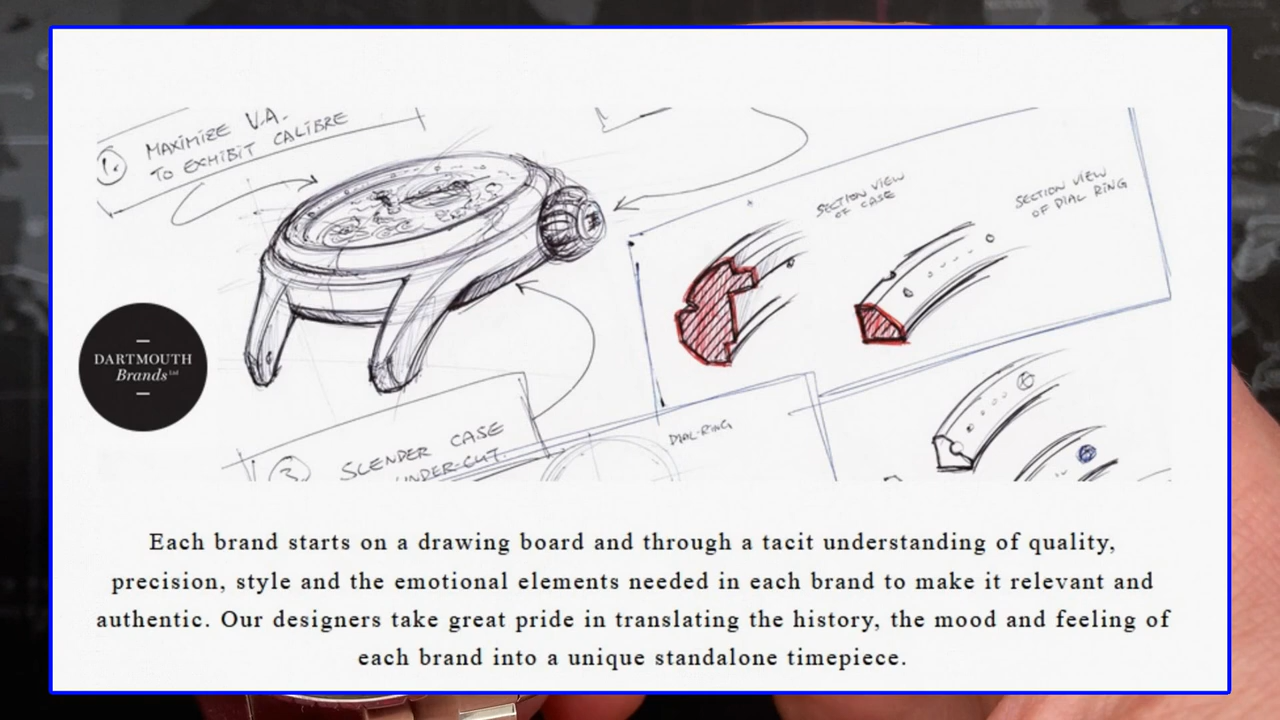 1.
MAXIMIZE V.A.
TO EXHIBIT CALIBRE
SECTION VIEW
OF CASE
SECTION VIEW
OF DIAL RING
DARTMOUTH
Brands Ltd
DIAL-RING
3
SLENDER CASE
UNDER-CUT.
Each brand starts on a drawing board and through a tacit understanding of quality,
precision, style and the emotional elements needed in each brand to make it relevant and
authentic. Our designers take great pride in translating the history, the mood and feeling of
each brand into a unique standalone timepiece.